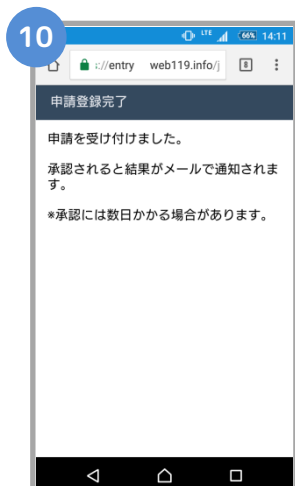 10
LTE 66% 14:11
://entry web119.info/j 8
申請登録完了
申請を受け付けました。
承認されると結果がメールで通知されま
す。
*承認には数日かかる場合があります。